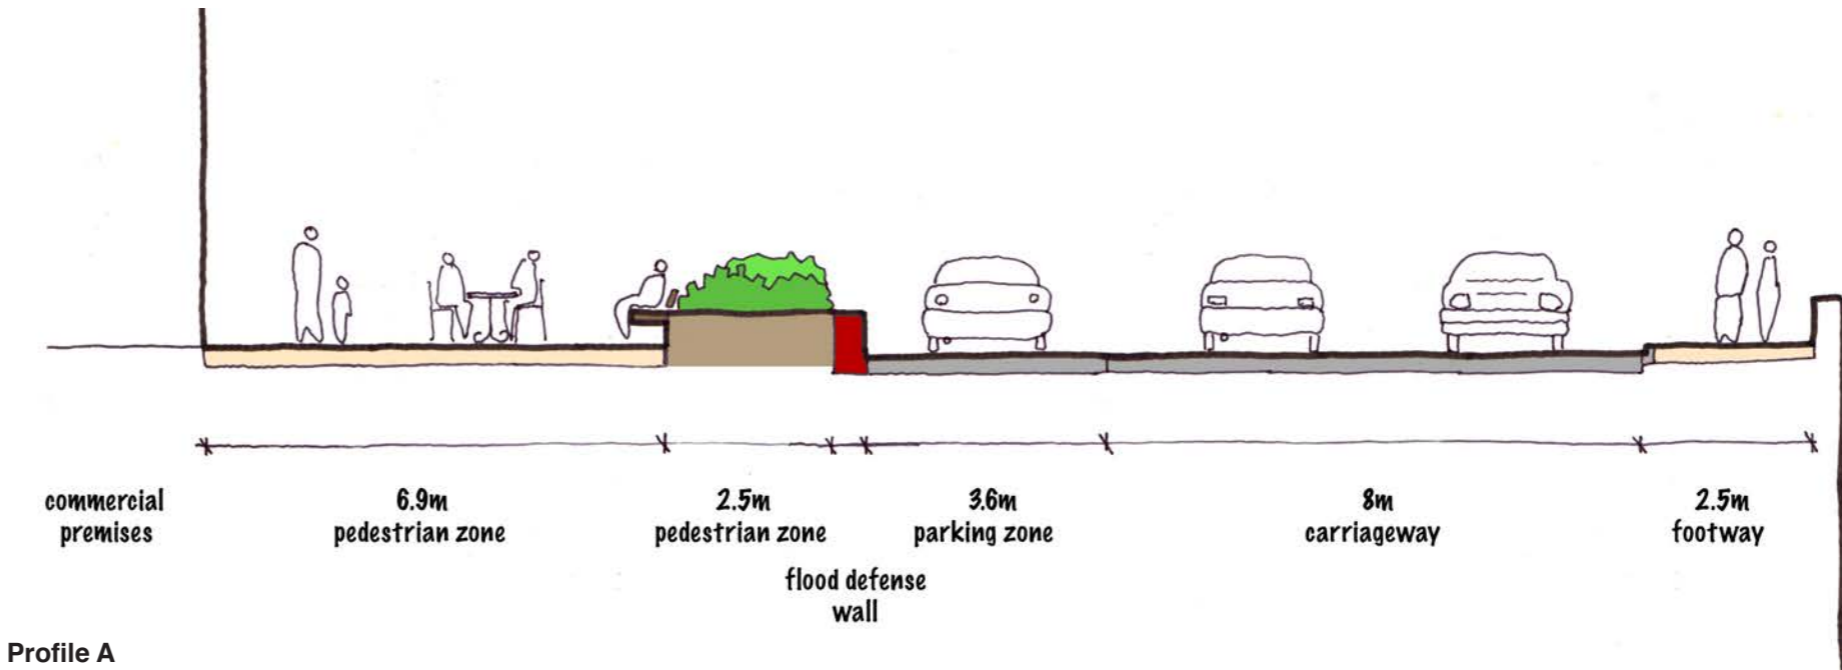 commercial
premises
6.9m
pedestrian zone
2.5m
pedestrian zone
3.6m
parking zone
8m
carriageway
2.5m
footway
flood defense
wall
Profile A